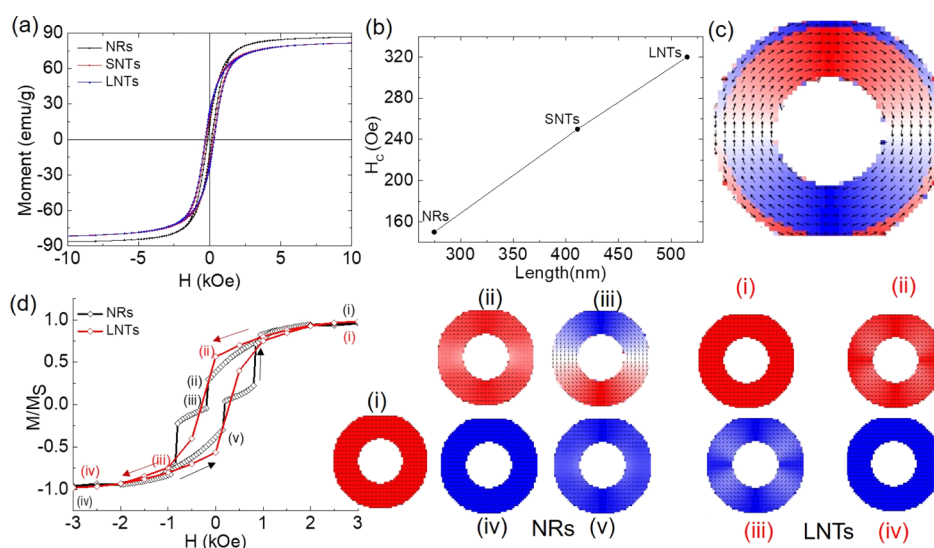 (a)
NRs
SNTs
LNTs
Moment (emu/g)
90
60
30
0
-30
-60
-90
-10
-5
0
5
10
H (kOe)
(b)
H_C (Oe)
320
240
160
NRs
SNTs
LNTs
300
350
400
450
500
Length(nm)
(c)
(d)
NRs
LNTs
M/M_S
1.0
0.5
0.0
-0.5
-1.0
(i)
(i)
(ii)
(ii)
(iii)
(iii)
(iv)
(iv)
(v)
-3
-2
-1
0
1
2
3
H (kOe)
(i)
(ii)
(iii)
(iv)
NRs
(v)
(i)
(ii)
(iii)
LNTs
(iv)